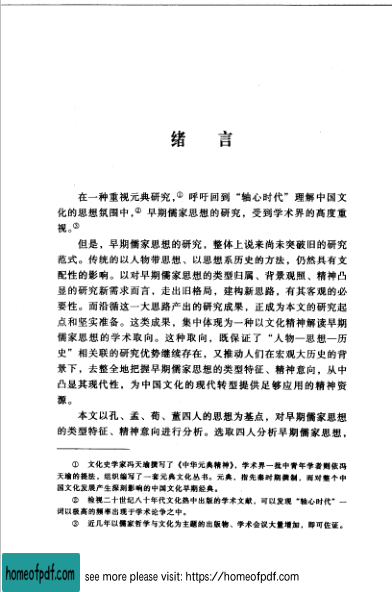 绪 言
在一种重视元典研究,① 呼吁回到“轴心时代”理解中国文
化的思想氛围中,② 早期儒家思想的研究,受到学术界的高度重
视。③
但是,早期儒家思想的研究,整体上说来尚未突破旧的研究
范式。传统的以人物带思想、以思想系历史的方法,仍然具有支
配性的影响。以对早期儒家思想的类型归属、背景观照、精神凸
显的研究新需求而言,走出旧格局,建构新思路,有其客观的必
要性。而沿循这一大思路产出的研究成果,正成为本文的研究起
点和坚实准备。这类成果,集中体现为一种以文化精神解读早期
儒家思想的学术取向。这种取向,既保证了“人物—思想—历
史”相关联的研究优势继续存在,又推动人们在宏观大历史的背
景下,去整全地把握早期儒家思想的类型特征、精神意向,从中
凸显其现代性,为中国文化的现代转型提供足够应用的精神资
源。
本文以孔、孟、荀、董四人的思想为基点,对早期儒家思想
的类型特征、精神意向进行分析。选取四人分析早期儒家思想,
① 文化史学家冯天瑜撰写了《中华元典精神》,学术界一批中青年学者则依冯
天瑜的提法,组织编写了一套元典文化丛书。元典,指先秦时期撰制,而对整个中
国文化发展产生深刻影响的中国文化早期经典。
② 检视二十世纪八十年代文化热中出版的学术文献,可以发现“轴心时代”一
词以极高的频率出现于学术论争之中。
③ 近几年以儒家哲学与文化为主题的出版物、学术会议大量增加,即可佐证。
homeofpdf.com
see more please visit: https://homeofpdf.com